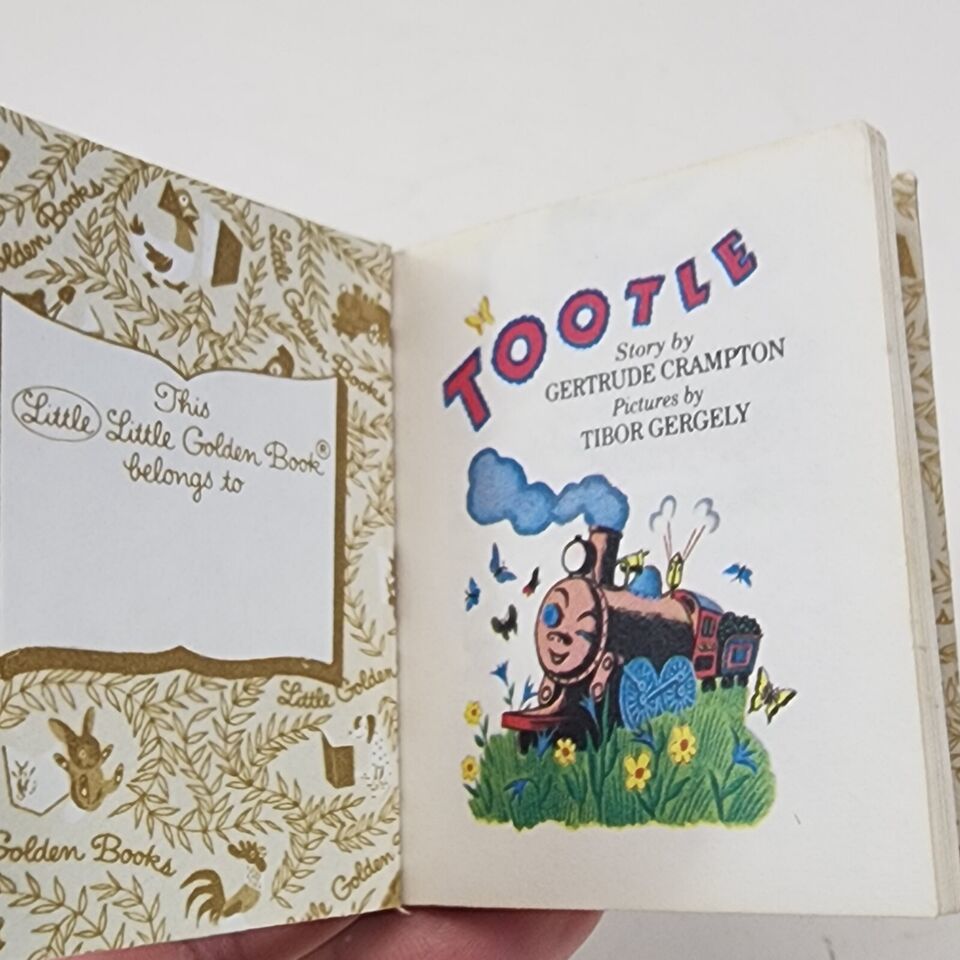 olden Books
Little Golden Books
This
Little Little Golden Book®
belongs to
Little Golden
Golden Books
Golden
TOOTLE
Story by
GERTRUDE CRAMPTON
Pictures by
TIBOR GERGELY